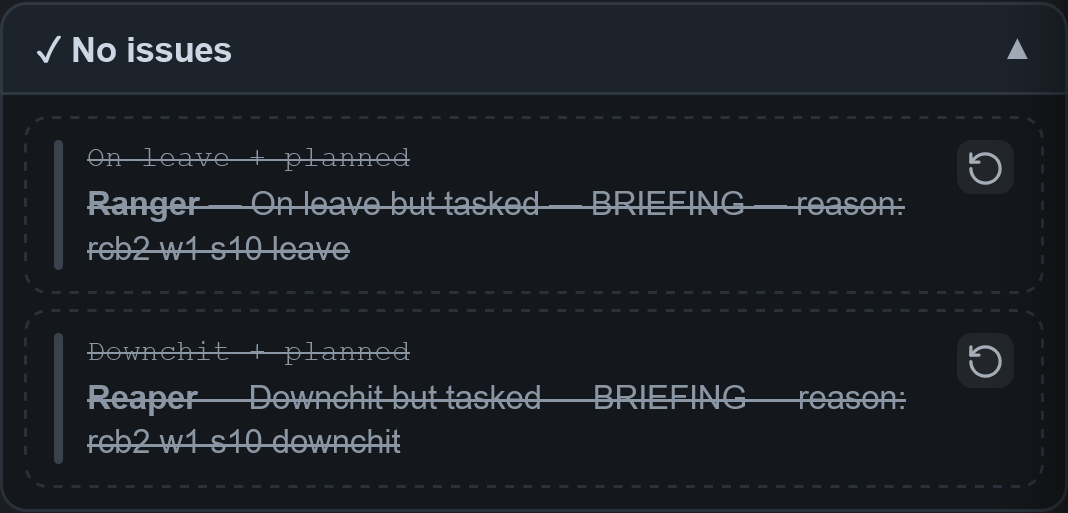 ✓ No issues
▲
On leave + planned
Ranger — On leave but tasked — BRIEFING — reason:
rcb2 w1 s10 leave
Downchit + planned
Reaper — Downchit but tasked — BRIEFING — reason:
rcb2 w1 s10 downchit